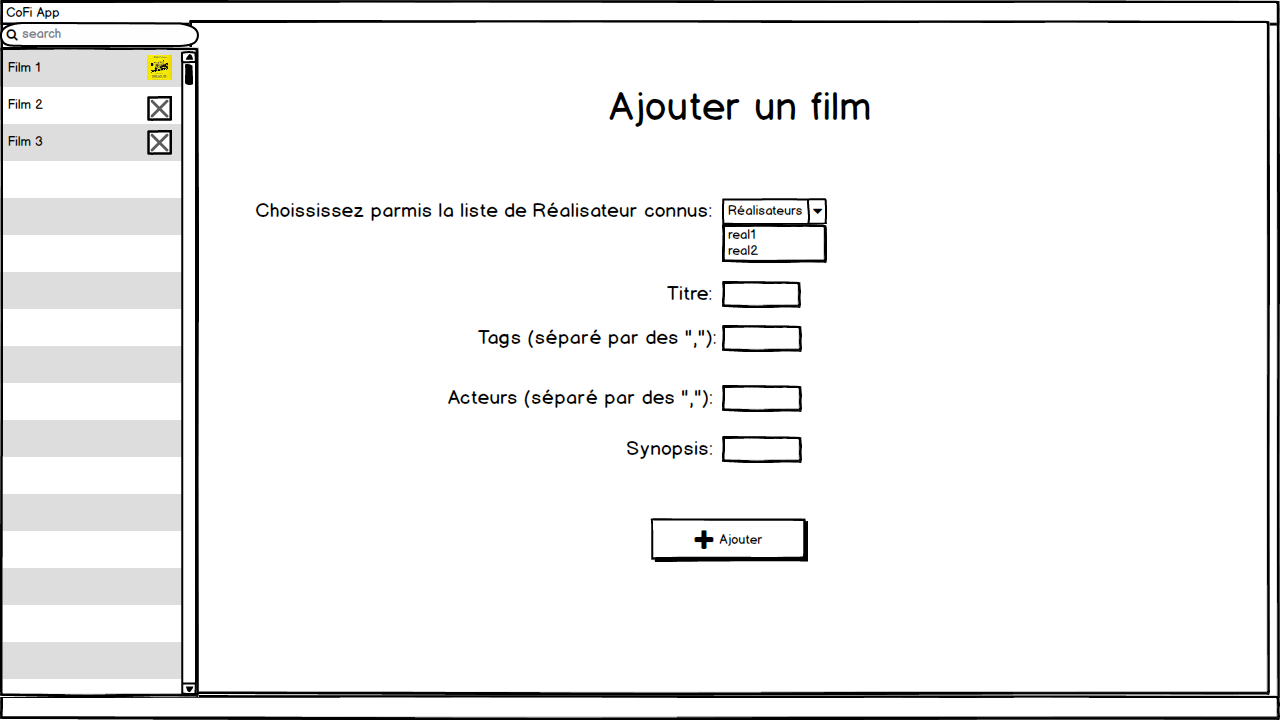 CoFi App
search
Film 1
Film 2
Film 3
Ajouter un film
Choississez parmis la liste de Réalisateur connus:
Réalisateurs
real1
real2
Titre:
Tags (séparé par des ","):
Acteurs (séparé par des ","):
Synopsis:
Ajouter